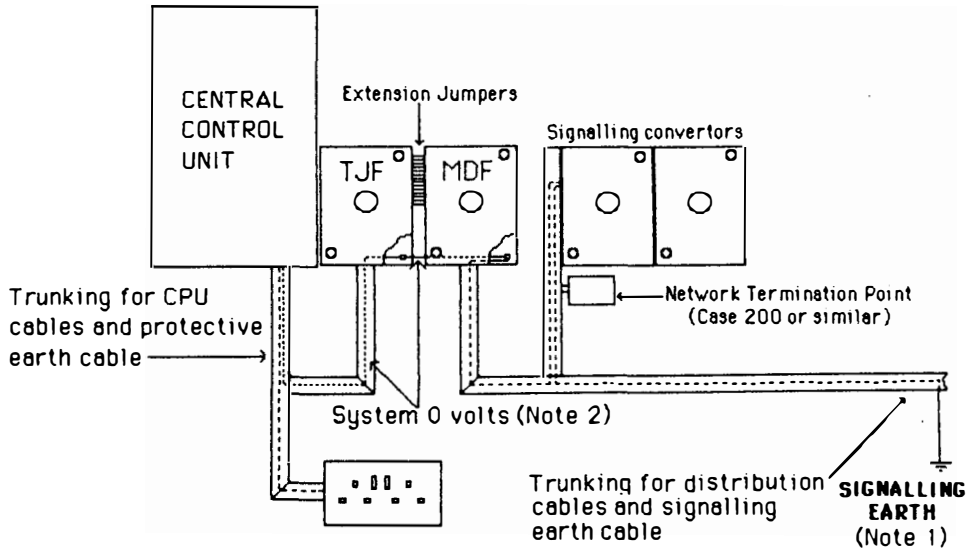 CENTRAL
CONTROL
UNIT
Extension Jumpers
Signalling convertors
TJF
MDF
Trunking for CPU
cables and protective
earth cable
Network Termination Point
(Case 200 or similar)
System 0 volts (Note 2)
Trunking for distribution
cables and signalling
earth cable
SIGNALLING
EARTH
(Note 1)